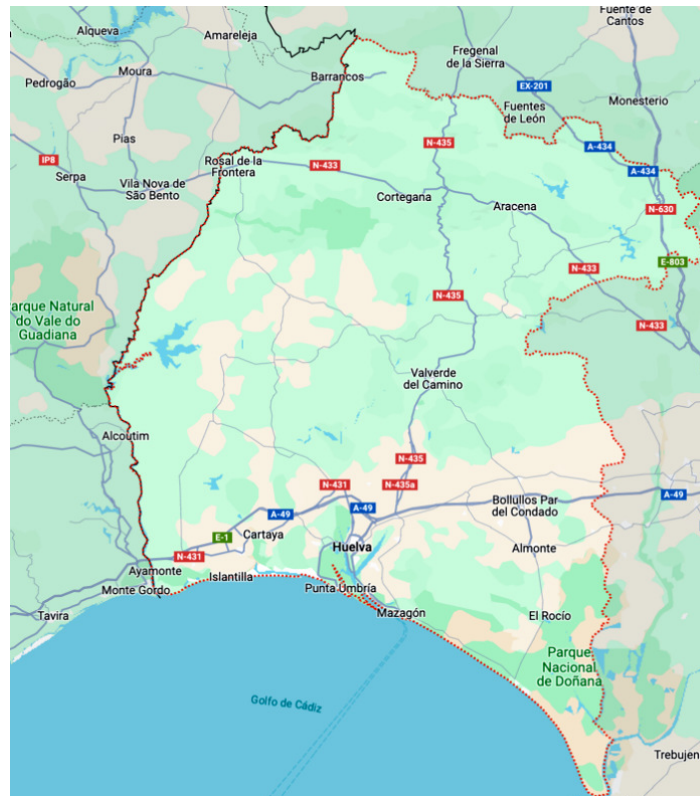 Alqueva
Amareleja
Fuente de
Cantos
Fregenal
de la Sierra
Moura
Barrancos
Pedrogão
EX-201
Monesterio
Fuentes
de León
Pias
N-435
A-434
IP8
Rosal de la
Frontera
N-433
A-434
Serpa
Vila Nova de
São Bento
Cortegana
Aracena
N-630
E-803
N-433
N-435
Parque Natural
do Vale do
Guadiana
N-433
Valverde
del Camino
Alcoutim
N-435
N-431
N-435a
A-49
Bollullos Par
del Condado
A-49
A-49
E-1
Cartaya
Huelva
Almonte
N-431
Ayamonte
Islantilla
Monte Gordo
Punta Umbría
Tavira
Mazagón
El Rocío
Parque
Nacional
de Doñana
Golfo de Cádiz
Trebujen